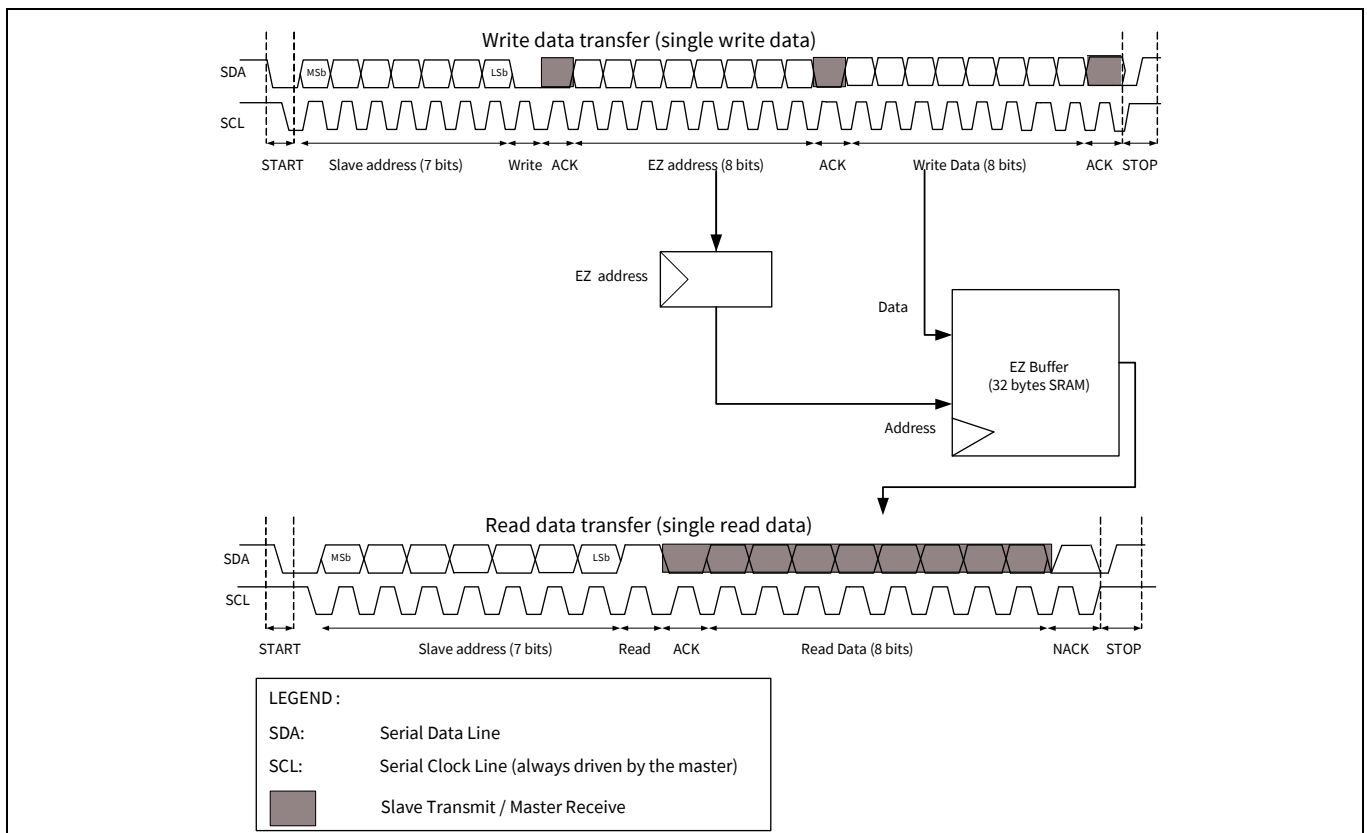 Write data transfer (single write data)
SDA MSb LSb
SCL
START Slave address (7 bits) Write ACK EZ address (8 bits) ACK Write Data (8 bits) ACK STOP
EZ address
Data
EZ Buffer
(32 bytes SRAM)
Address
Read data transfer (single read data)
SDA MSb LSb
SCL
START Slave address (7 bits) Read ACK Read Data (8 bits) NACK STOP
LEGEND :
SDA: Serial Data Line
SCL: Serial Clock Line (always driven by the master)
Slave Transmit / Master Receive